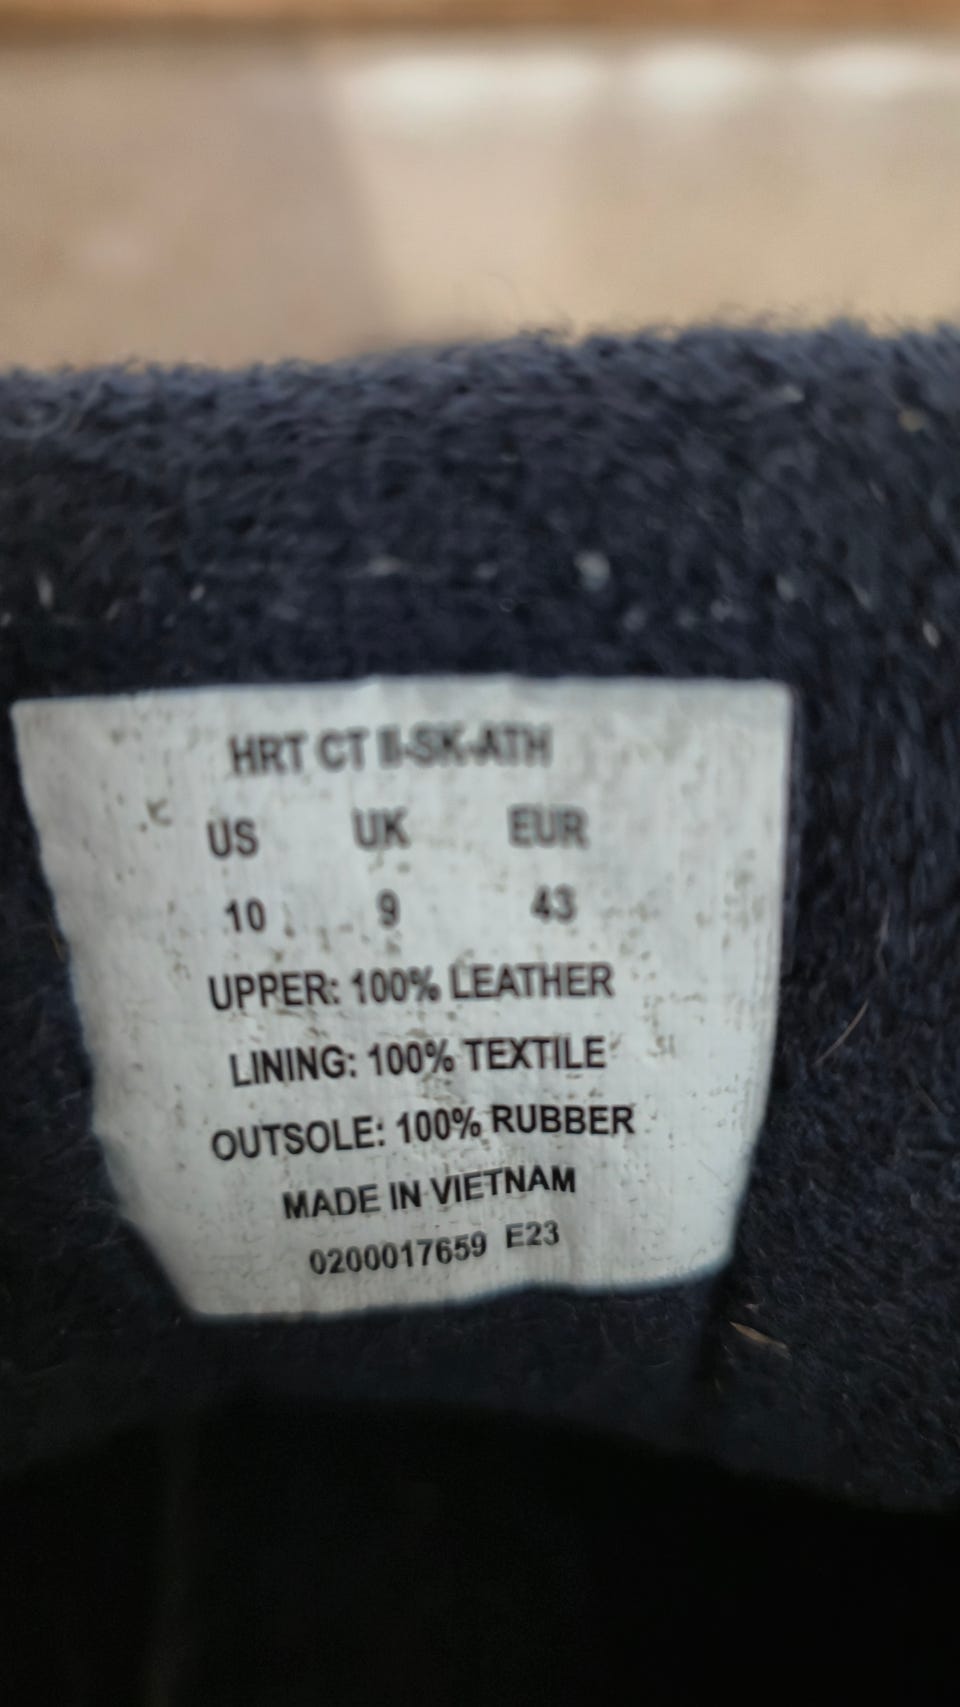 HRT CT II-SK-ATH
US UK EUR
10 9 43
UPPER: 100% LEATHER
LINING: 100% TEXTILE
OUTSOLE: 100% RUBBER
MADE IN VIETNAM
0200017659 E23